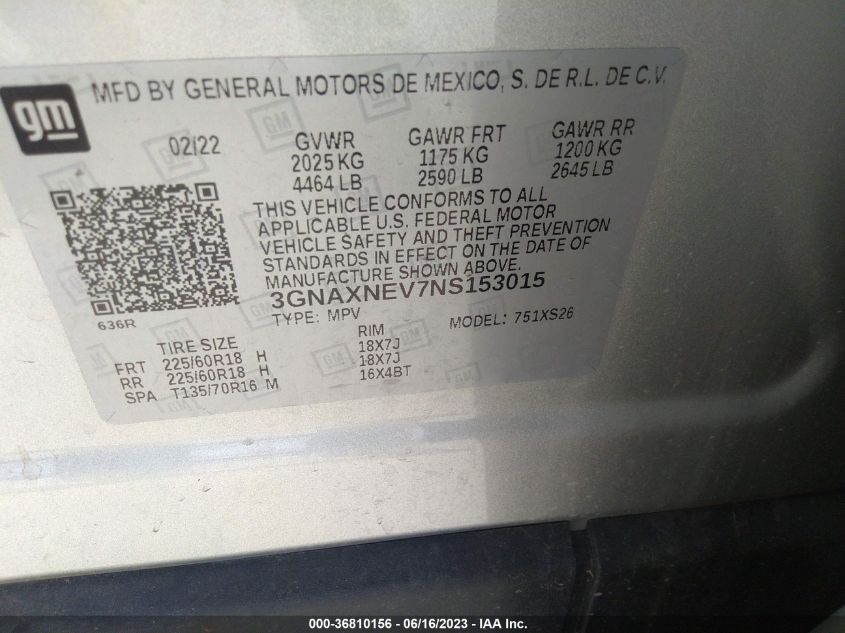 gm
MFD BY GENERAL MOTORS DE MEXICO, S. DE R.L. DE C.V.
02/22
GVWR GAWR FRT GAWR RR
2025 KG 1175 KG 1200 KG
4464 LB 2590 LB 2645 LB
THIS VEHICLE CONFORMS TO ALL
APPLICABLE U.S. FEDERAL MOTOR
VEHICLE SAFETY AND THEFT PREVENTION
STANDARDS IN EFFECT ON THE DATE OF
MANUFACTURE SHOWN ABOVE.
3GNAXNEV7NS153015
636R
TYPE: MPV MODEL: 751XS26
TIRE SIZE RIM
FRT 225/60R18 H 18X7J
RR 225/60R18 H 18X7J
SPA T135/70R16 M 16X4BT
000-36810156 - 06/16/2023 - IAA Inc.